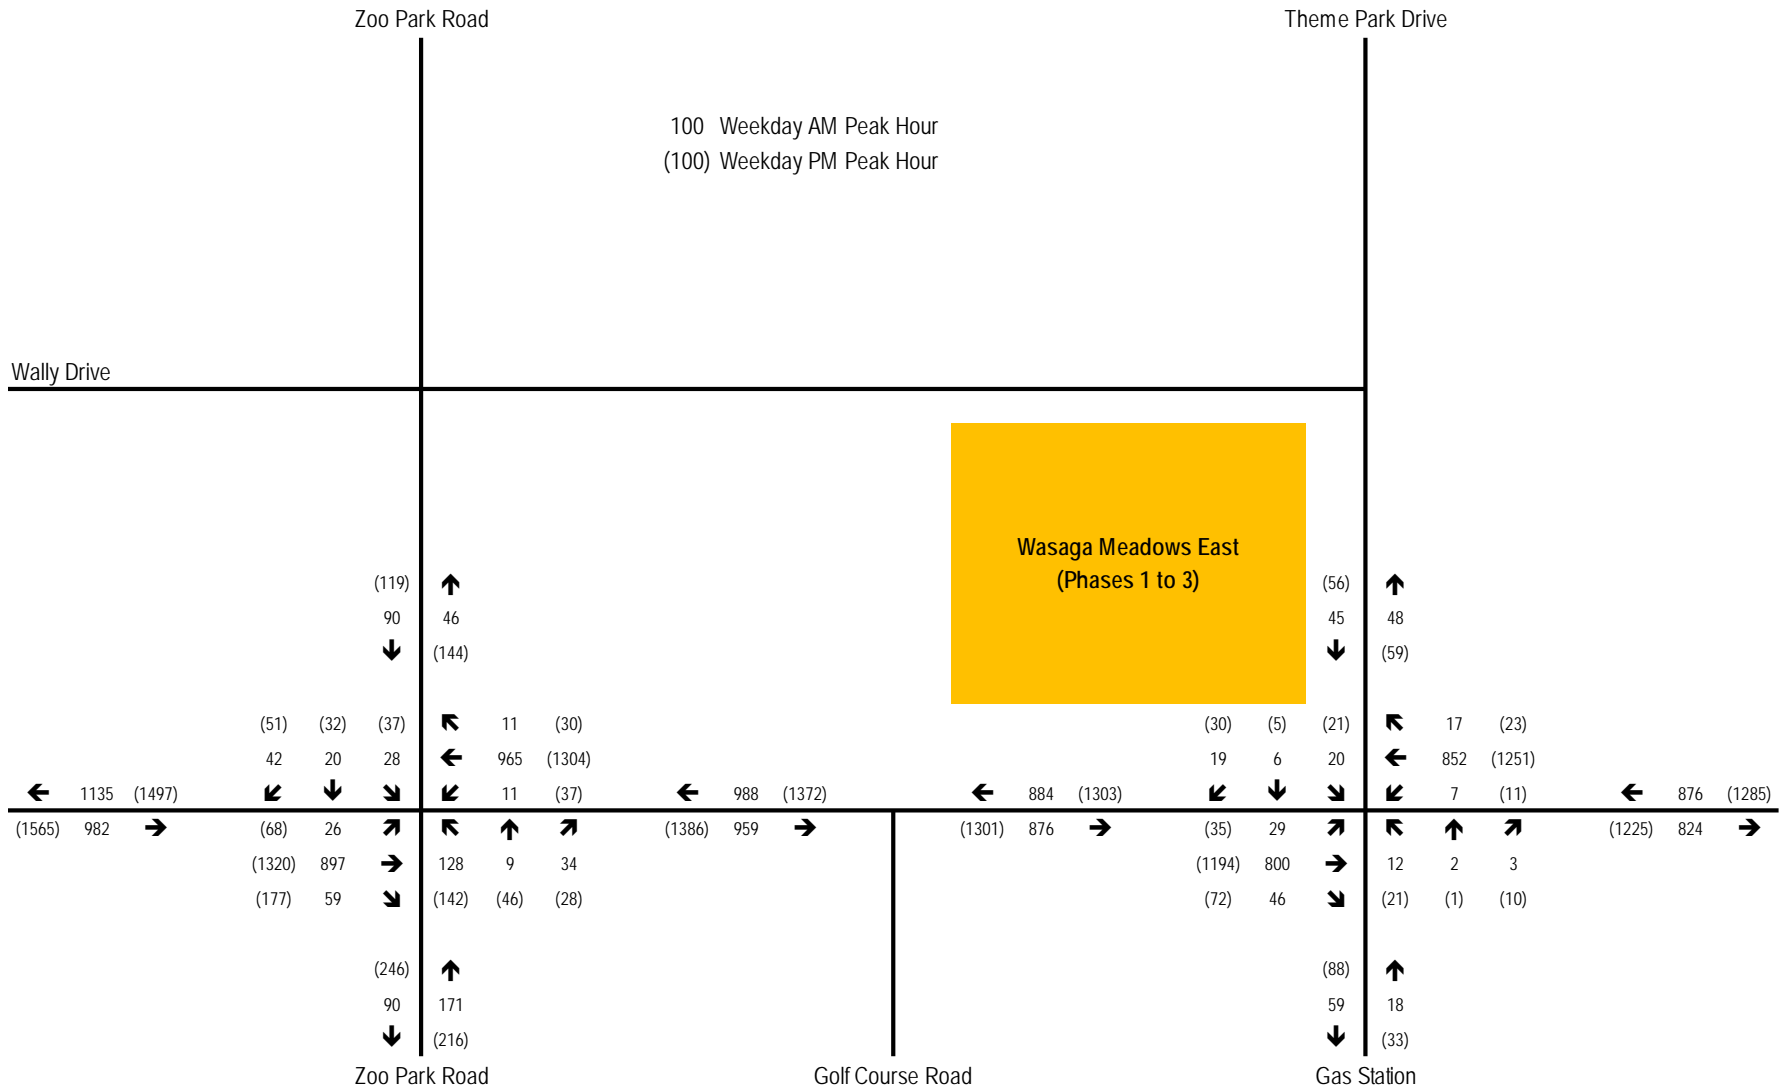 Zoo Park Road Theme Park Drive
100 Weekday AM Peak Hour
(100) Weekday PM Peak Hour
Wally Drive
Wasaga Meadows East
(Phases 1 to 3)
(119) (56)
90 46 45 48
(144) (59)
(51) (32) (37) 11 (30) (30) (5) (21) 17 (23)
42 20 28 965 (1304) 19 6 20 852 (1251)
1135 (1497) 11 (37) 988 (1372) 884 (1303) 7 (11) 876 (1285)
(1565) 982 (68) 26 (1386) 959 (1301) 876 (35) 29 (1225) 824
(1320) 897 128 9 34 (1194) 800 12 2 3
(177) 59 (142) (46) (28) (72) 46 (21) (1) (10)
(246) (88)
90 171 59 18
(216) (33)
Zoo Park Road Golf Course Road Gas Station